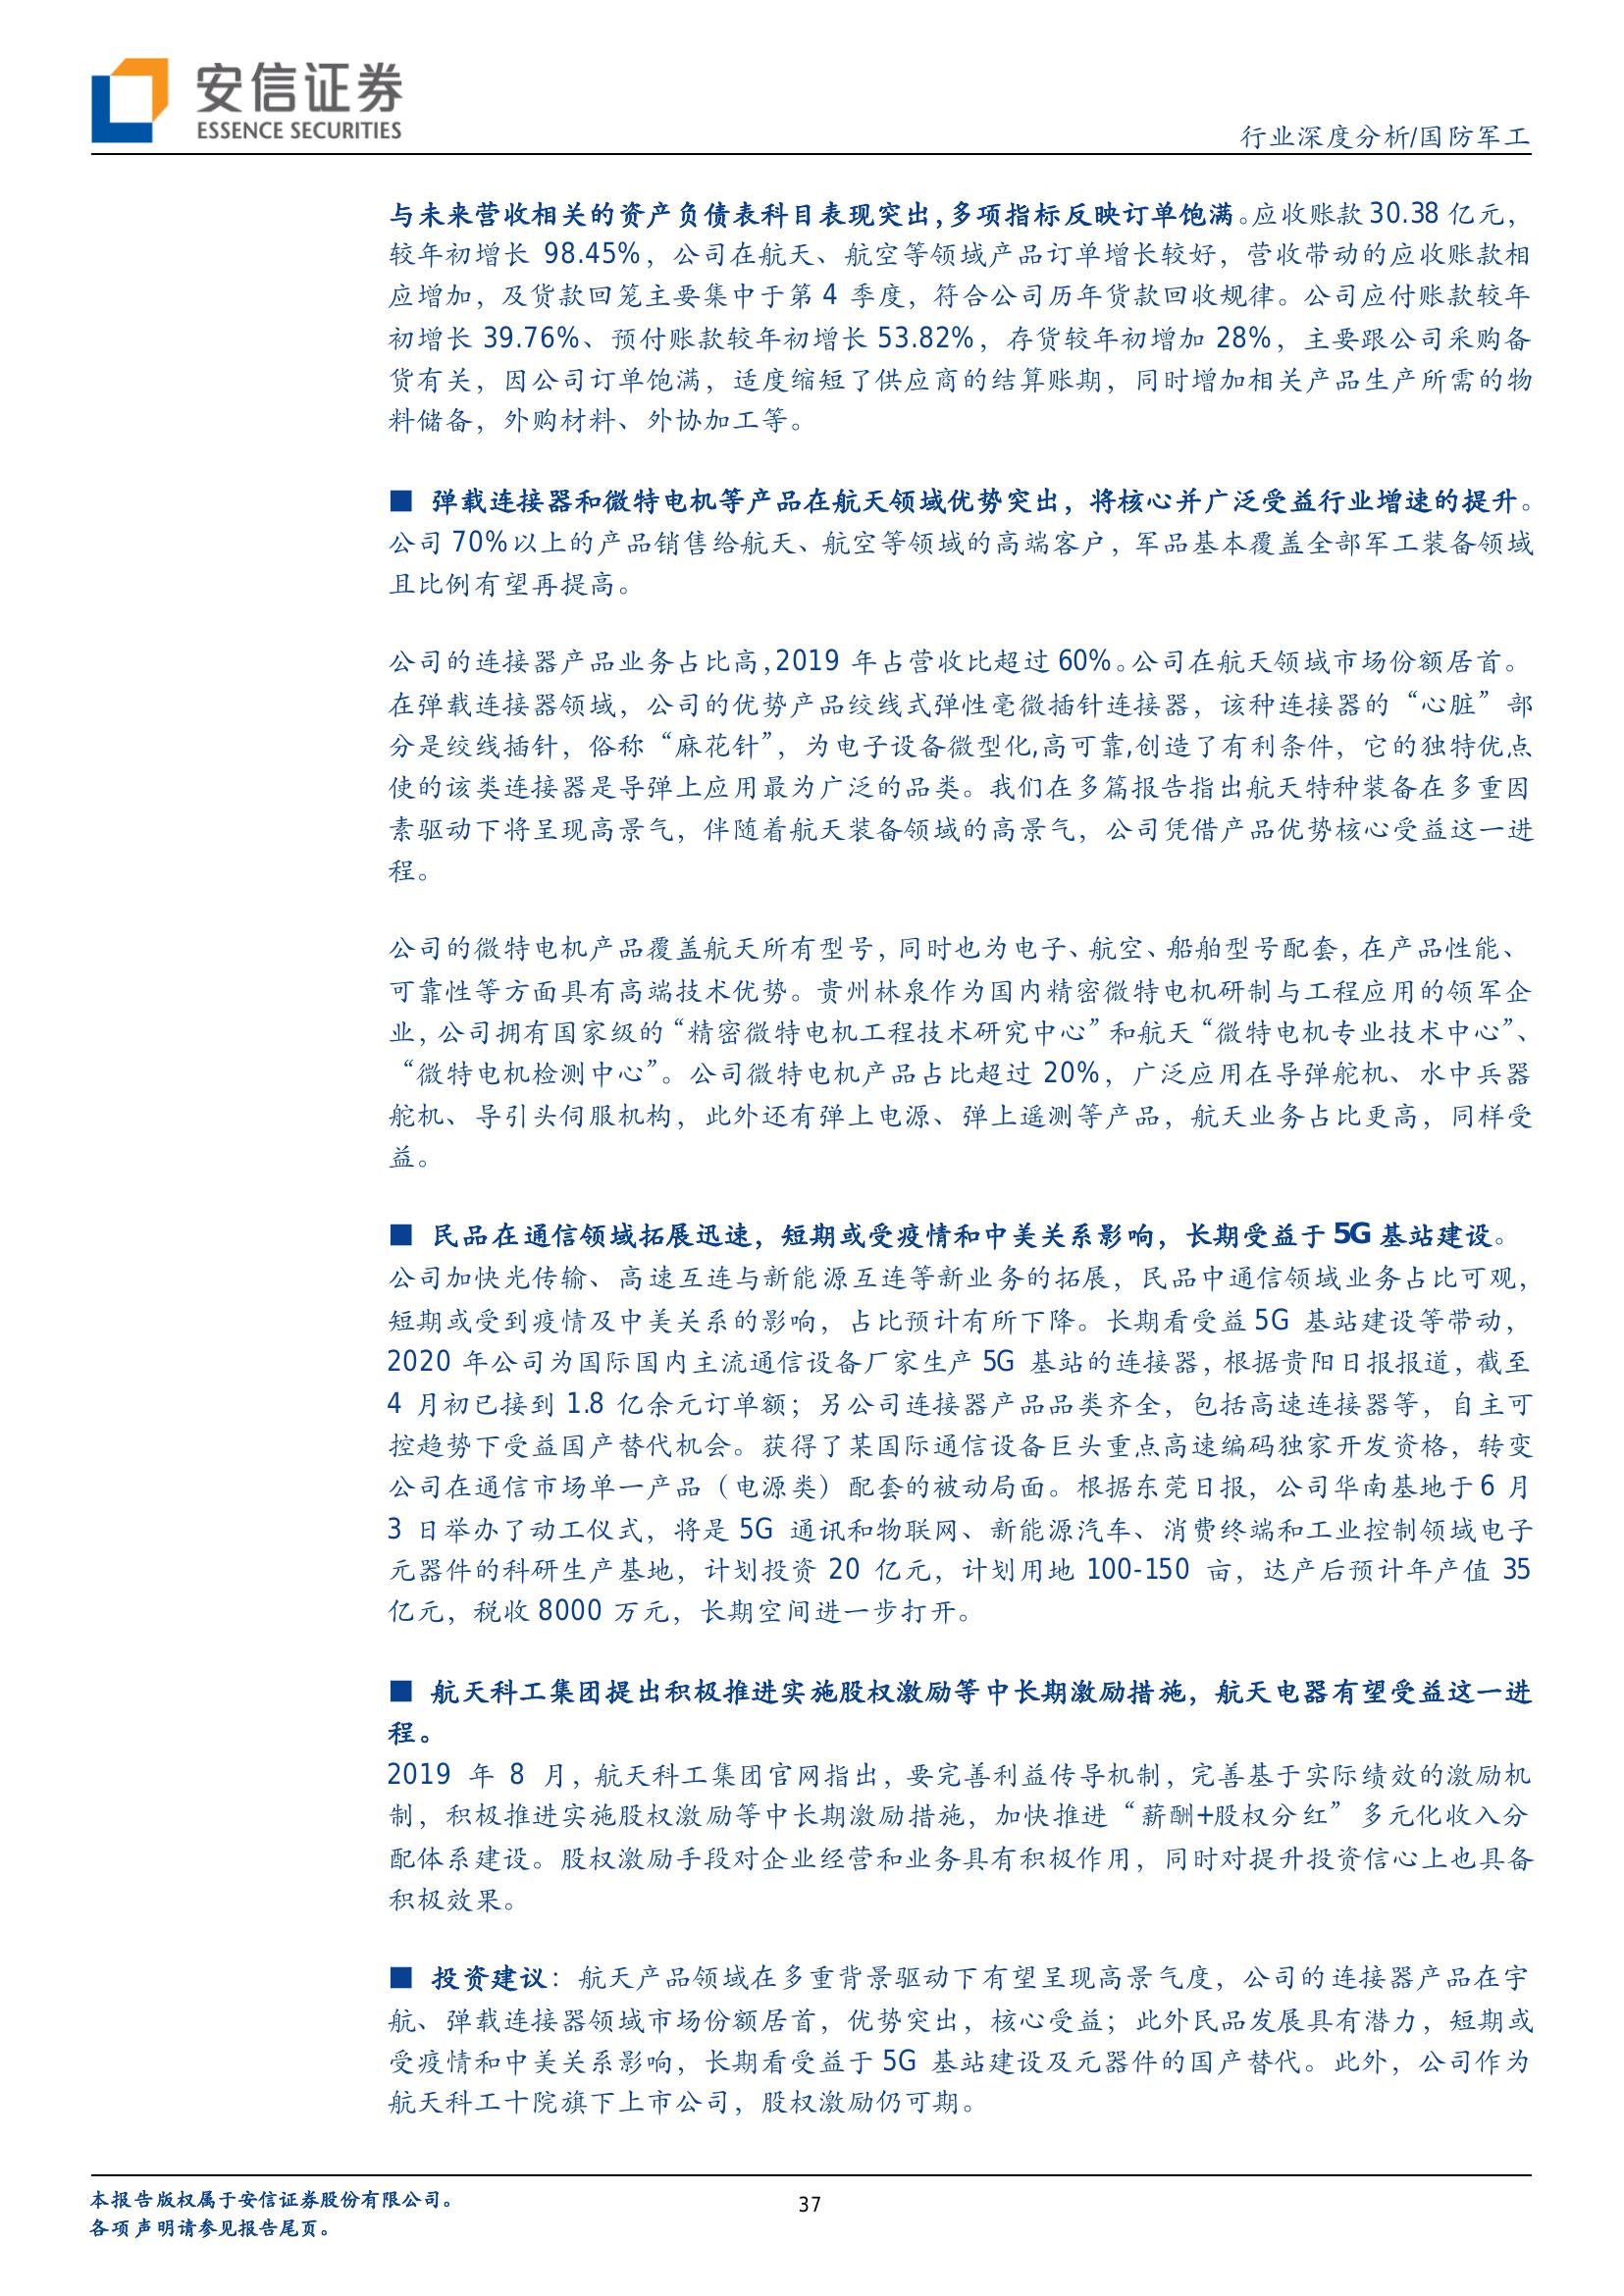 安信证券
ESSENCE SECURITIES
行业深度分析/国防军工
与未来营收相关的资产负债表科目表现突出，多项指标反映订单饱满。应收账款 30.38 亿元，
较年初增长 98.45%，公司在航天、航空等领域产品订单增长较好，营收带动的应收账款相
应增加，及货款回笼主要集中于第 4 季度，符合公司历年货款回收规律。公司应付账款较年
初增长 39.76%、预付账款较年初增长 53.82%，存货较年初增加 28%，主要跟公司采购备
货有关，因公司订单饱满，适度缩短了供应商的结算账期，同时增加相关产品生产所需的物
料储备，外购材料、外协加工等。
■ 弹载连接器和微特电机等产品在航天领域优势突出，将核心并广泛受益行业增速的提升。
公司 70%以上的产品销售给航天、航空等领域的高端客户，军品基本覆盖全部军工装备领域
且比例有望再提高。
公司的连接器产品业务占比高，2019 年占营收比超过 60%。公司在航天领域市场份额居首。
在弹载连接器领域，公司的优势产品绞线式弹性毫微插针连接器，该种连接器的“心脏”部
分是绞线插针，俗称“麻花针”，为电子设备微型化,高可靠,创造了有利条件，它的独特优点
使的该类连接器是导弹上应用最为广泛的品类。我们在多篇报告指出航天特种装备在多重因
素驱动下将呈现高景气，伴随着航天装备领域的高景气，公司凭借产品优势核心受益这一进
程。
公司的微特电机产品覆盖航天所有型号，同时也为电子、航空、船舶型号配套，在产品性能、
可靠性等方面具有高端技术优势。贵州林泉作为国内精密微特电机研制与工程应用的领军企
业，公司拥有国家级的“精密微特电机工程技术研究中心”和航天“微特电机专业技术中心”、
“微特电机检测中心”。公司微特电机产品占比超过 20%，广泛应用在导弹舵机、水中兵器
舵机、导引头伺服机构，此外还有弹上电源、弹上遥测等产品，航天业务占比更高，同样受
益。
■ 民品在通信领域拓展迅速，短期或受疫情和中美关系影响，长期受益于 5G 基站建设。
公司加快光传输、高速互连与新能源互连等新业务的拓展，民品中通信领域业务占比可观，
短期或受到疫情及中美关系的影响，占比预计有所下降。长期看受益 5G 基站建设等带动，
2020 年公司为国际国内主流通信设备厂家生产 5G 基站的连接器，根据贵阳日报报道，截至
4 月初已接到 1.8 亿余元订单额；另公司连接器产品品类齐全，包括高速连接器等，自主可
控趋势下受益国产替代机会。获得了某国际通信设备巨头重点高速编码独家开发资格，转变
公司在通信市场单一产品（电源类）配套的被动局面。根据东莞日报，公司华南基地于 6 月
3 日举办了动工仪式，将是 5G 通讯和物联网、新能源汽车、消费终端和工业控制领域电子
元器件的科研生产基地，计划投资 20 亿元，计划用地 100-150 亩，达产后预计年产值 35
亿元，税收 8000 万元，长期空间进一步打开。
■ 航天科工集团提出积极推进实施股权激励等中长期激励措施，航天电器有望受益这一进
程。
2019 年 8 月，航天科工集团官网指出，要完善利益传导机制，完善基于实际绩效的激励机
制，积极推进实施股权激励等中长期激励措施，加快推进“薪酬+股权分红”多元化收入分
配体系建设。股权激励手段对企业经营和业务具有积极作用，同时对提升投资信心上也具备
积极效果。
■ 投资建议：航天产品领域在多重背景驱动下有望呈现高景气度，公司的连接器产品在宇
航、弹载连接器领域市场份额居首，优势突出，核心受益；此外民品发展具有潜力，短期或
受疫情和中美关系影响，长期看受益于 5G 基站建设及元器件的国产替代。此外，公司作为
航天科工十院旗下上市公司，股权激励仍可期。
本报告版权属于安信证券股份有限公司。
37
各项声明请参见报告尾页。